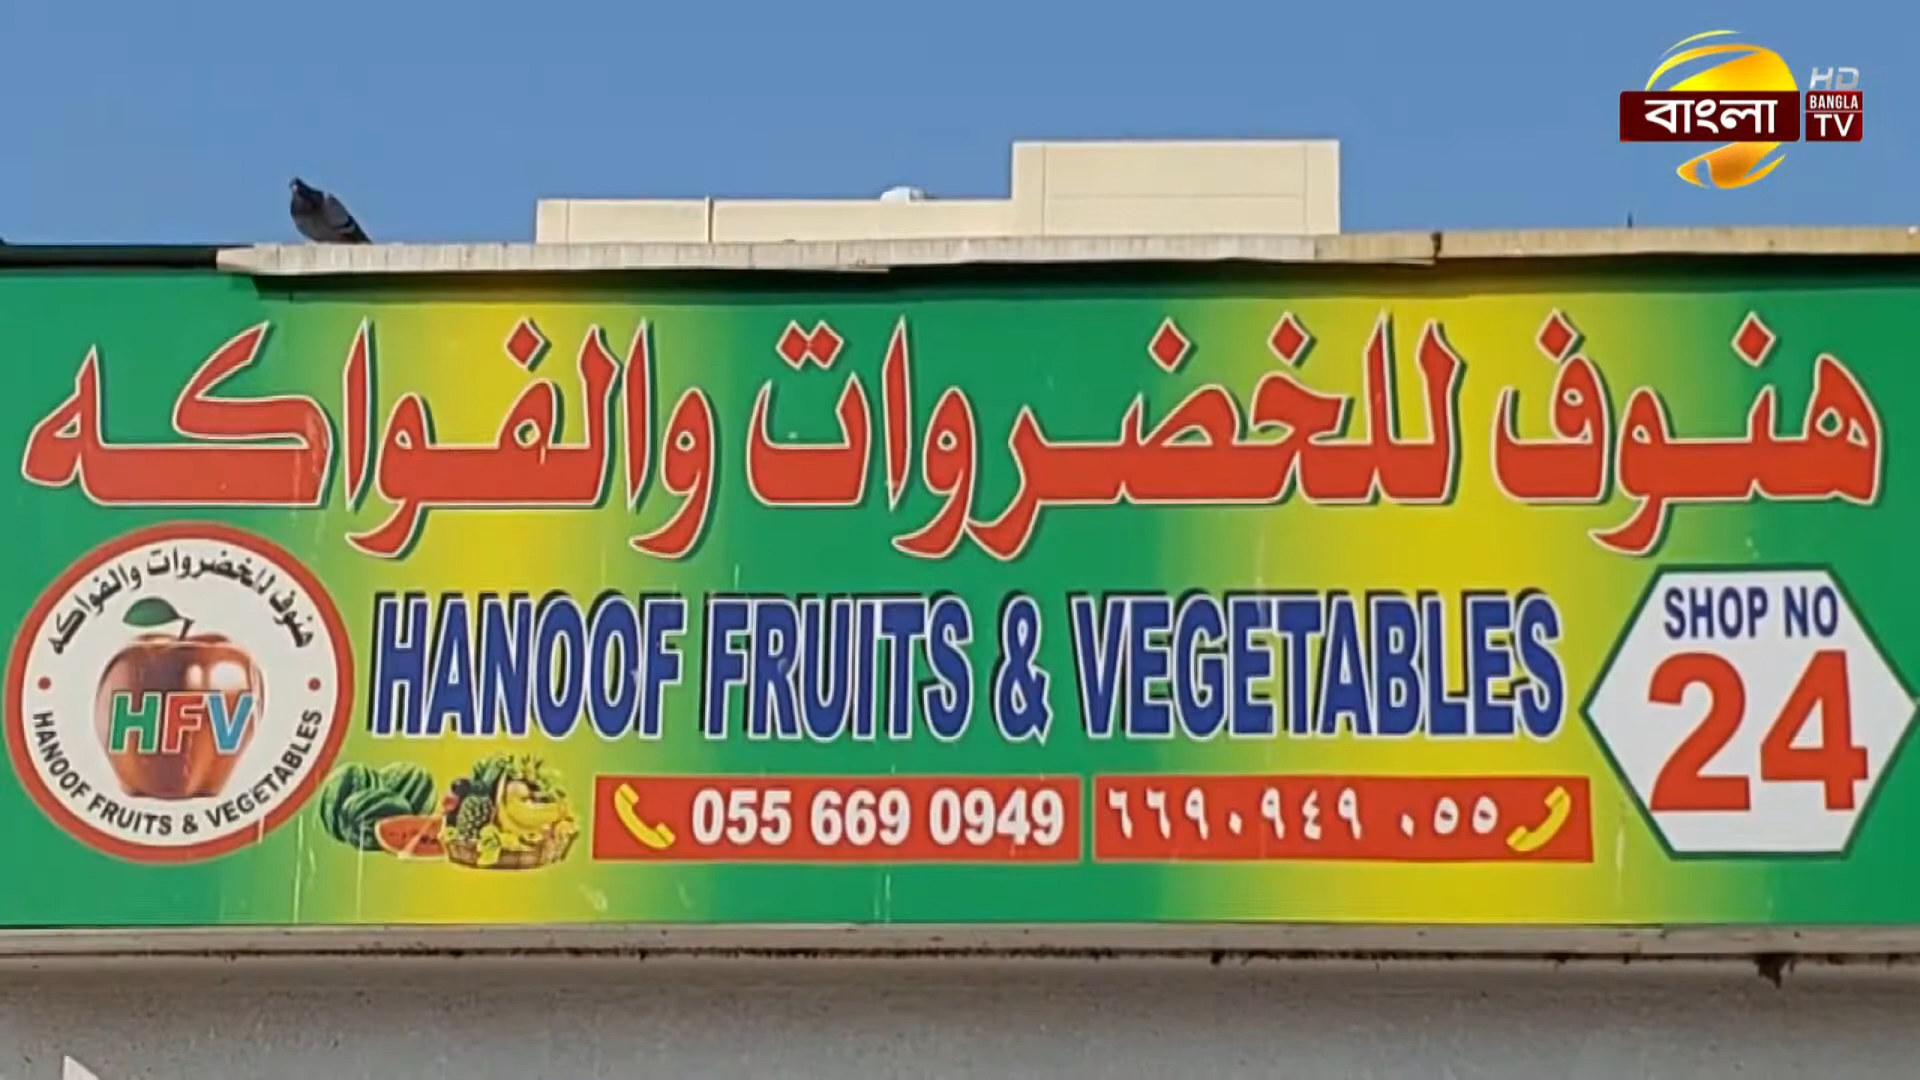 বাংলা
HD
BANGLA
TV
هنوف للخضروات والفواكه
هنوف للخضروات والفواكه
HFV
HANOOF FRUITS & VEGETABLES
HANOOF FRUITS & VEGETABLES
SHOP NO
24
055 669 0949
٦٦٩٠٩٤٩ ٠٥٥